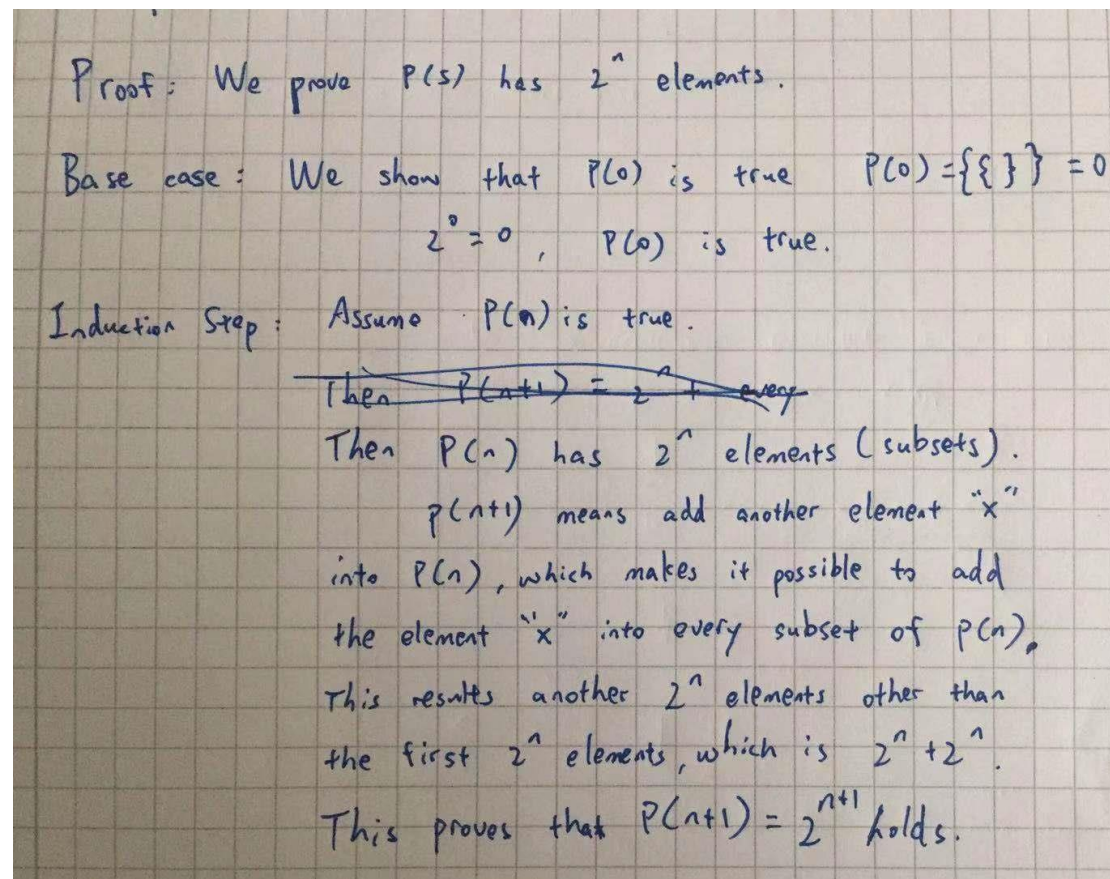 Proof: We prove P(s) has 2^n elements.
Base case: We show that P(0) is true P(0)={{ }} = 0
2^0 = 0, P(0) is true.
Induction Step: Assume P(n) is true.
Then P(n+1) = 2^n + every
Then P(n) has 2^n elements (subsets).
P(n+1) means add another element "x"
into P(n), which makes it possible to add
the element "x" into every subset of P(n).
This results another 2^n elements other than
the first 2^n elements, which is 2^n + 2^n.
This proves that P(n+1) = 2^{n+1} holds.